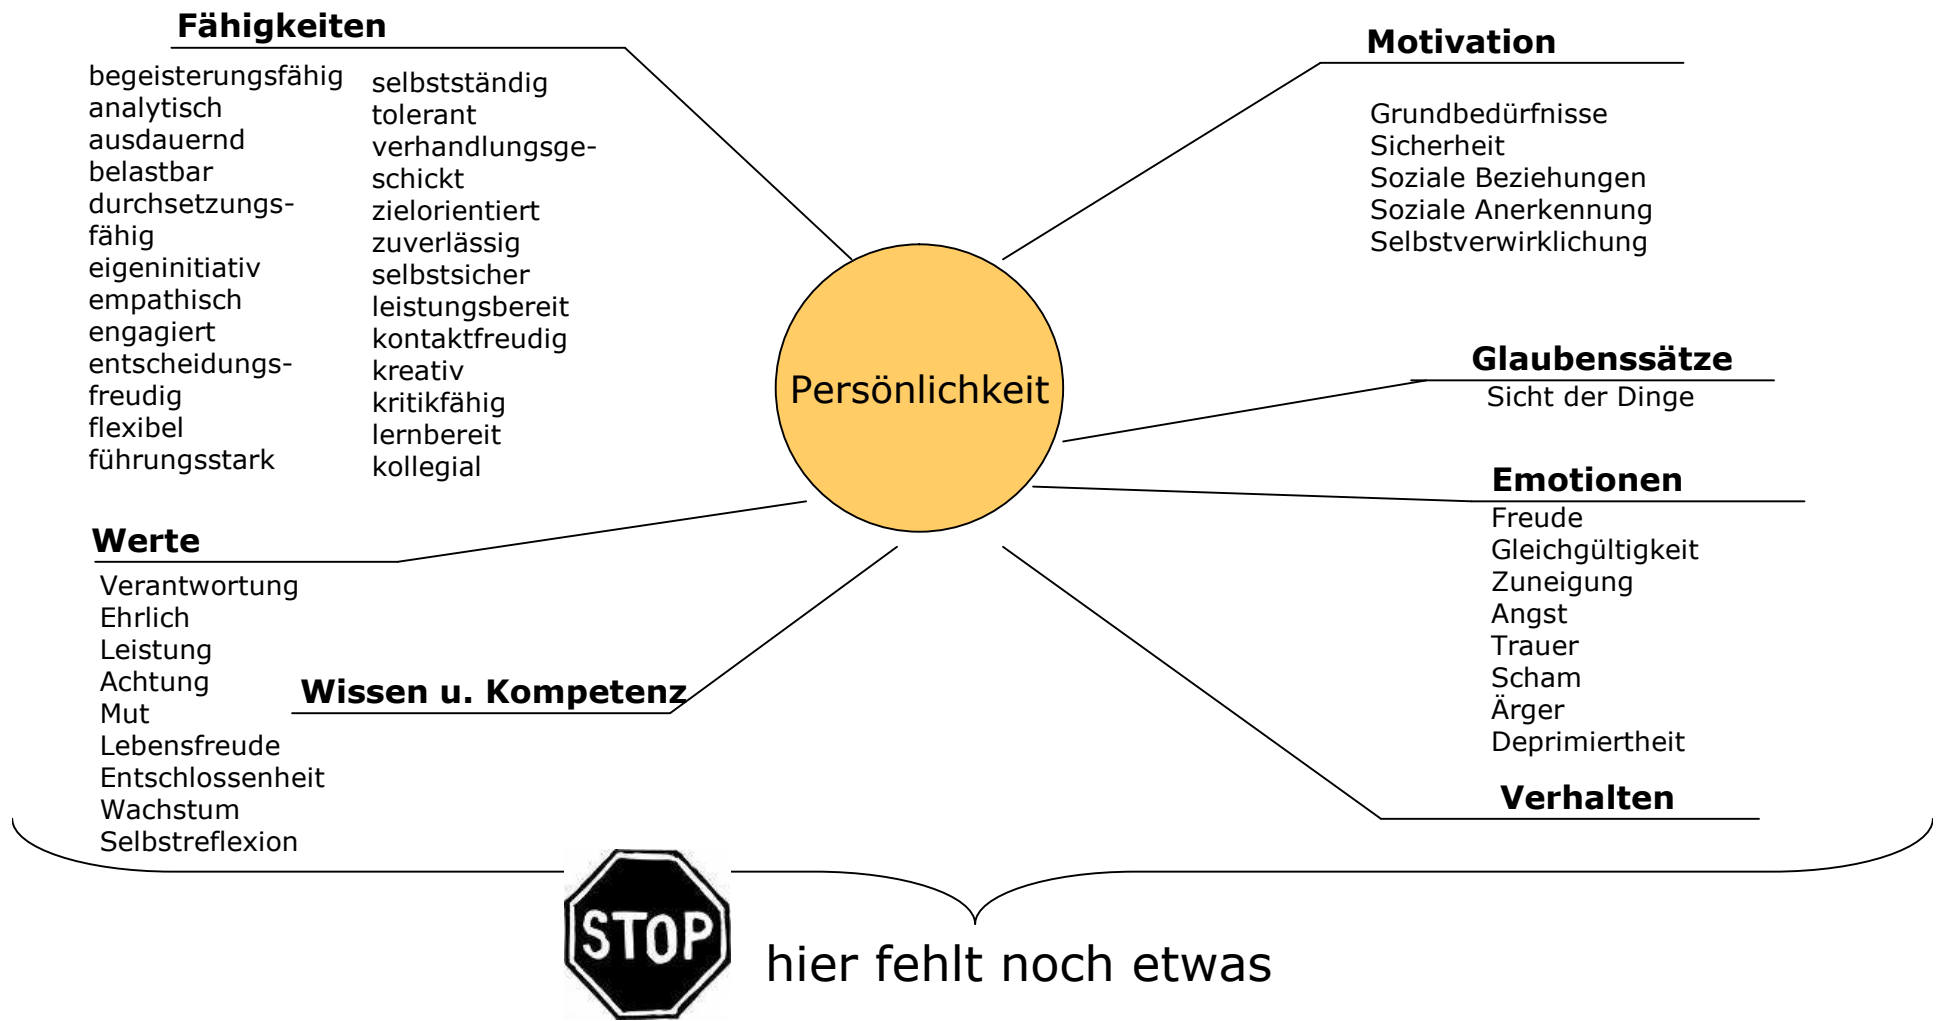 Fähigkeiten
begeisterungsfähig
analytisch
ausdauernd
belastbar
durchsetzungs-
fähig
eigeninitiativ
empathisch
engagiert
entscheidungs-
freudig
flexibel
führungsstark
selbstständig
tolerant
verhandlungsge-
schickt
zielorientiert
zuverlässig
selbstsicher
leistungsbereit
kontaktfreudig
kreativ
kritikfähig
lernbereit
kollegial
Motivation
Grundbedürfnisse
Sicherheit
Soziale Beziehungen
Soziale Anerkennung
Selbstverwirklichung
Persönlichkeit
Glaubenssätze
Sicht der Dinge
Emotionen
Freude
Gleichgültigkeit
Zuneigung
Angst
Trauer
Scham
Ärger
Deprimiertheit
Werte
Verantwortung
Ehrlich
Leistung
Achtung
Mut
Lebensfreude
Entschlossenheit
Wachstum
Selbstreflexion
Wissen u. Kompetenz
Verhalten
STOP
hier fehlt noch etwas